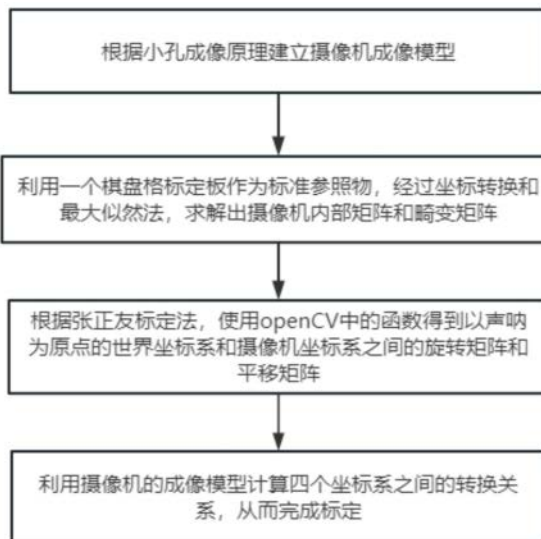 根据小孔成像原理建立摄像机成像模型
利用一个棋盘格标定板作为标准参照物，经过坐标转换和
最大似然法，求解出摄像机内部矩阵和畸变矩阵
根据张正友标定法，使用openCV中的函数得到以声呐
为原点的世界坐标系和摄像机坐标系之间的旋转矩阵和
平移矩阵
利用摄像机的成像模型计算四个坐标系之间的转换关
系，从而完成标定